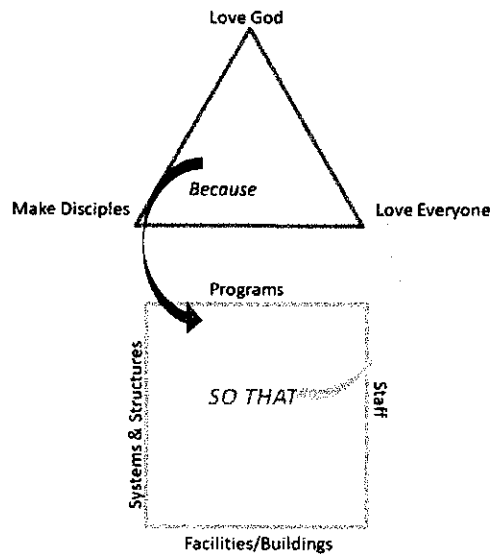 Love God
Because
Make Disciples
Love Everyone
Programs
Systems & Structures
SO THAT
Staff
Facilities/Buildings